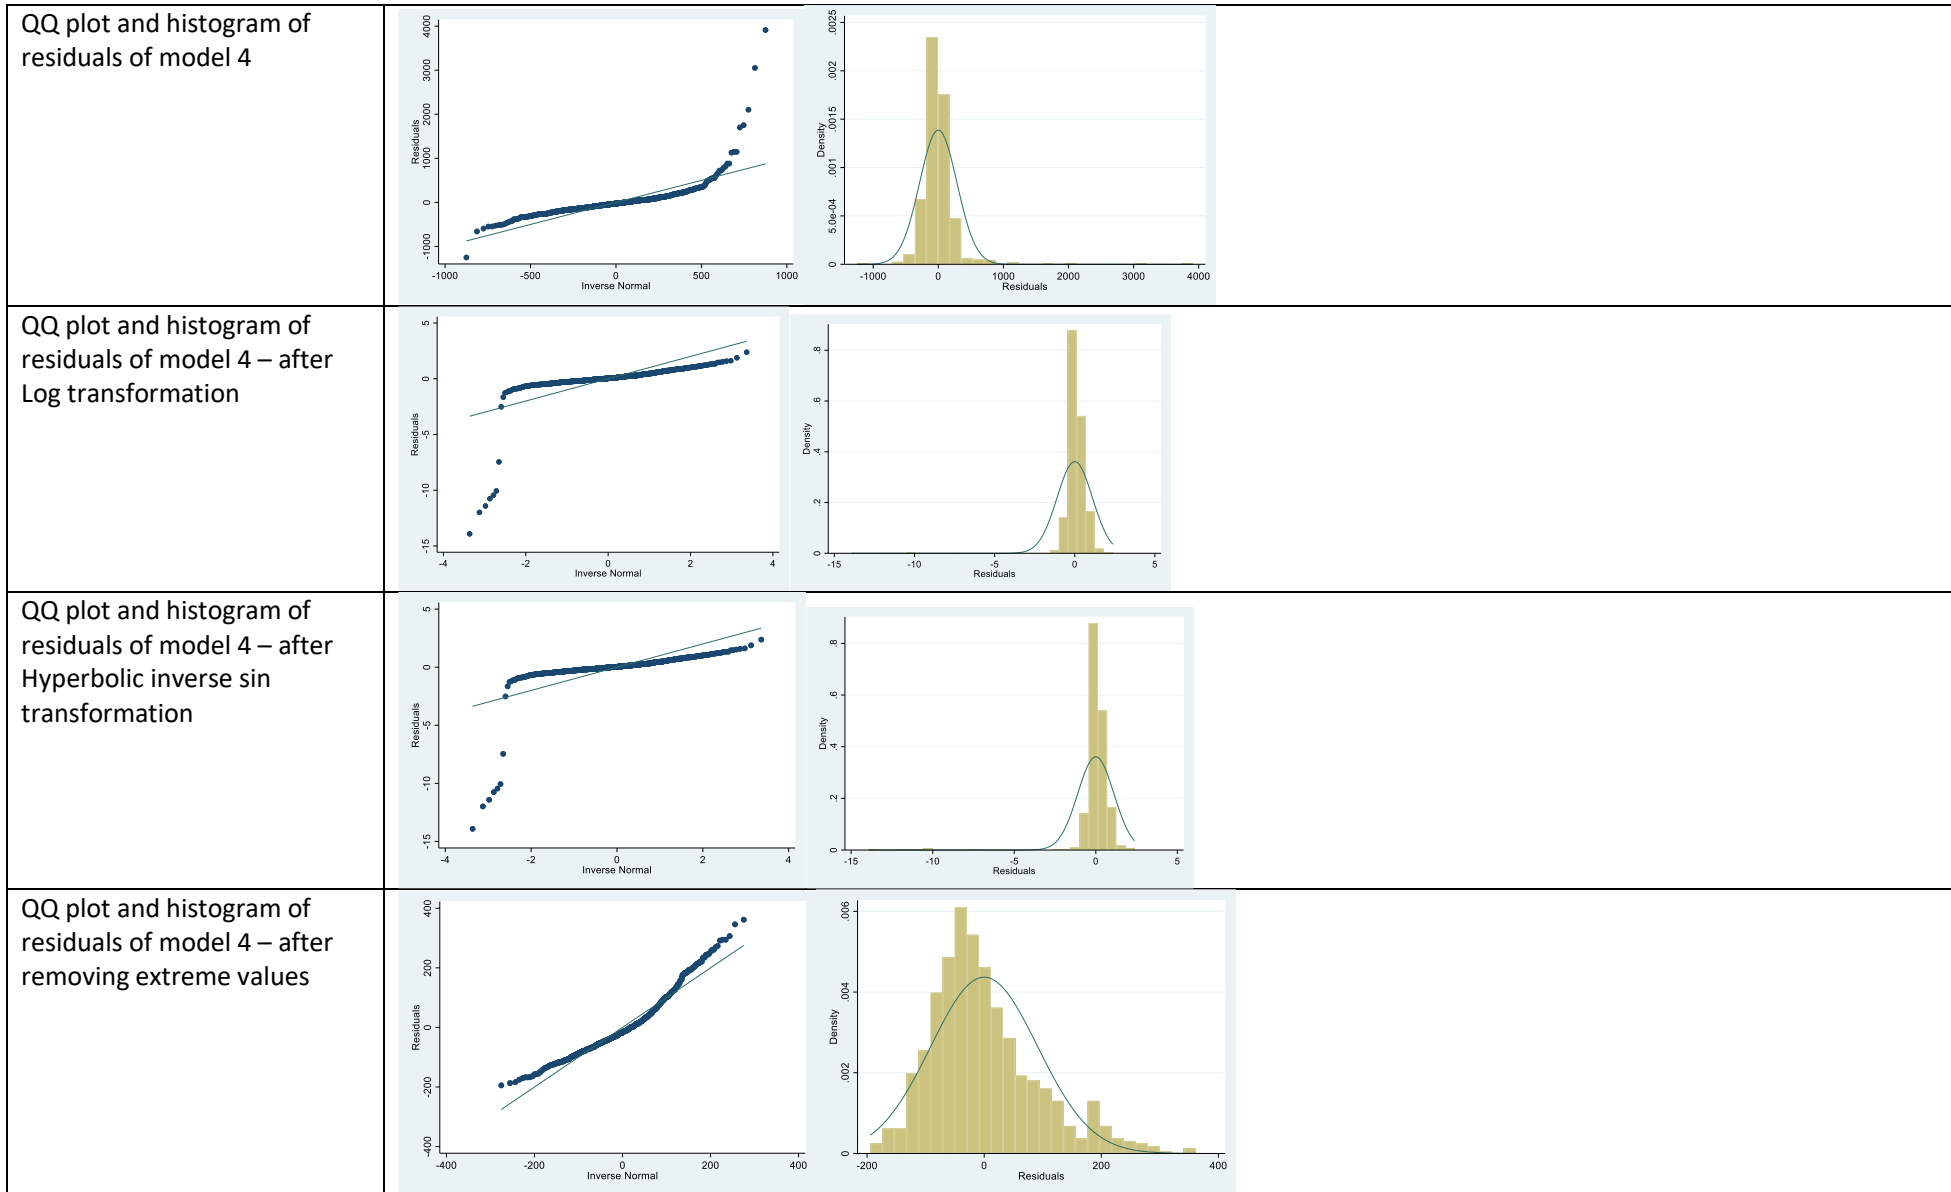 QQ plot and histogram of
residuals of model 4
Residuals
-1000 0 1000 2000 3000 4000
-1000 -500 0 500 1000
Inverse Normal
Density
0 5.0e-04 .001 .0015 .002 .0025
-1000 0 1000 2000 3000 4000
Residuals
QQ plot and histogram of
residuals of model 4 – after
Log transformation
Residuals
-15 -10 -5 0 5
-4 -2 0 2 4
Inverse Normal
Density
0 .2 .4 .6 .8
-15 -10 -5 0 5
Residuals
QQ plot and histogram of
residuals of model 4 – after
Hyperbolic inverse sin
transformation
Residuals
-15 -10 -5 0 5
-4 -2 0 2 4
Inverse Normal
Density
0 .2 .4 .6 .8
-15 -10 -5 0 5
Residuals
QQ plot and histogram of
residuals of model 4 – after
removing extreme values
Residuals
-400 -200 0 200 400
-400 -200 0 200 400
Inverse Normal
Density
0 .002 .004 .006
-200 0 200 400
Residuals